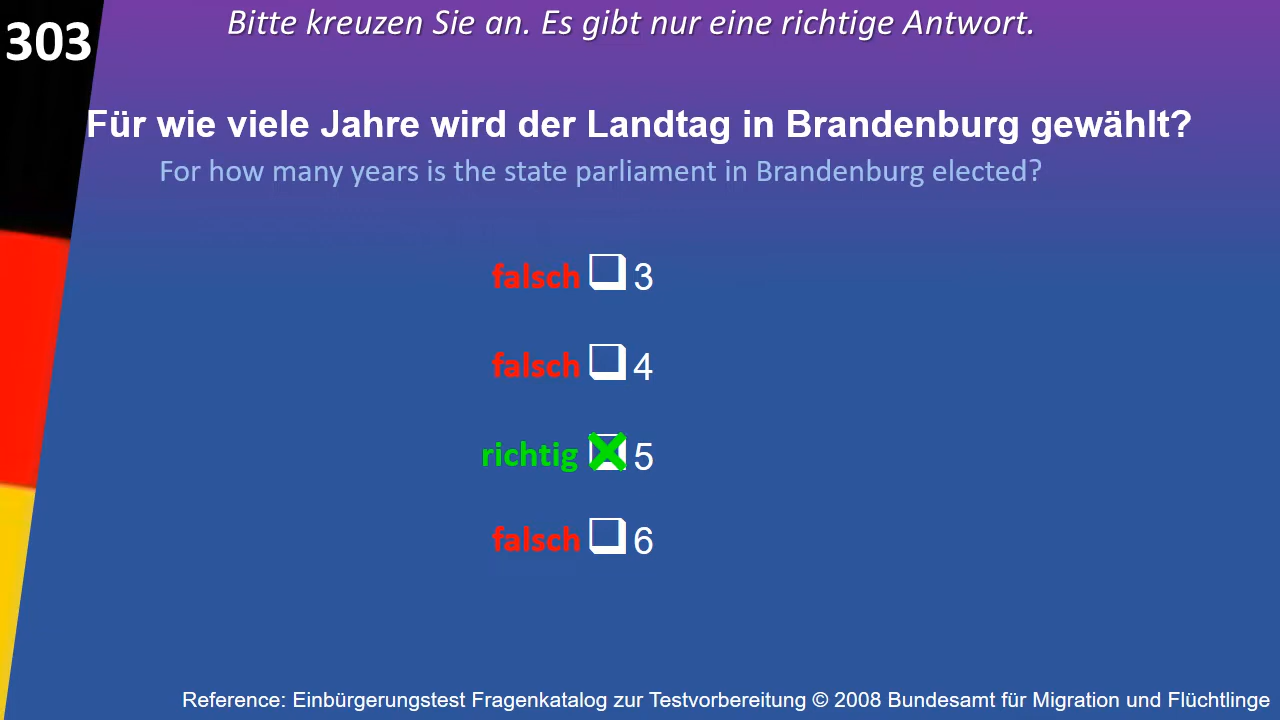 303
Bitte kreuzen Sie an. Es gibt nur eine richtige Antwort.
Für wie viele Jahre wird der Landtag in Brandenburg gewählt?
For how many years is the state parliament in Brandenburg elected?
falsch 3
falsch 4
richtig 5
falsch 6
Reference: Einbürgerungstest Fragenkatalog zur Testvorbereitung © 2008 Bundesamt für Migration und Flüchtlinge